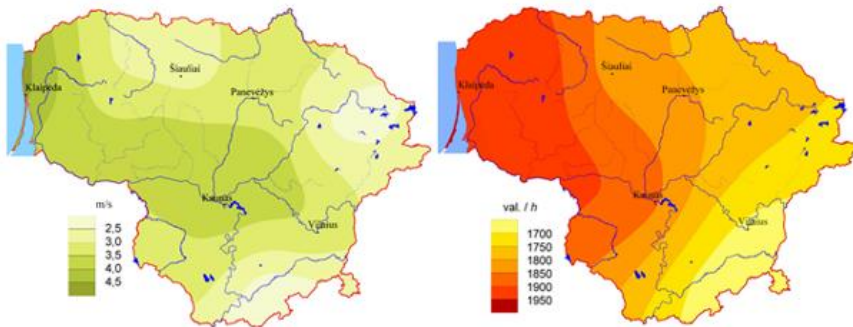 Klaipėda
Šiauliai
Panevėžys
Kaunas
Vilnius
m/s
2,5
3,0
3,5
4,0
4,5
Klaipėda
Šiauliai
Panevėžys
Kaunas
Vilnius
val. / h
1700
1750
1800
1850
1900
1950